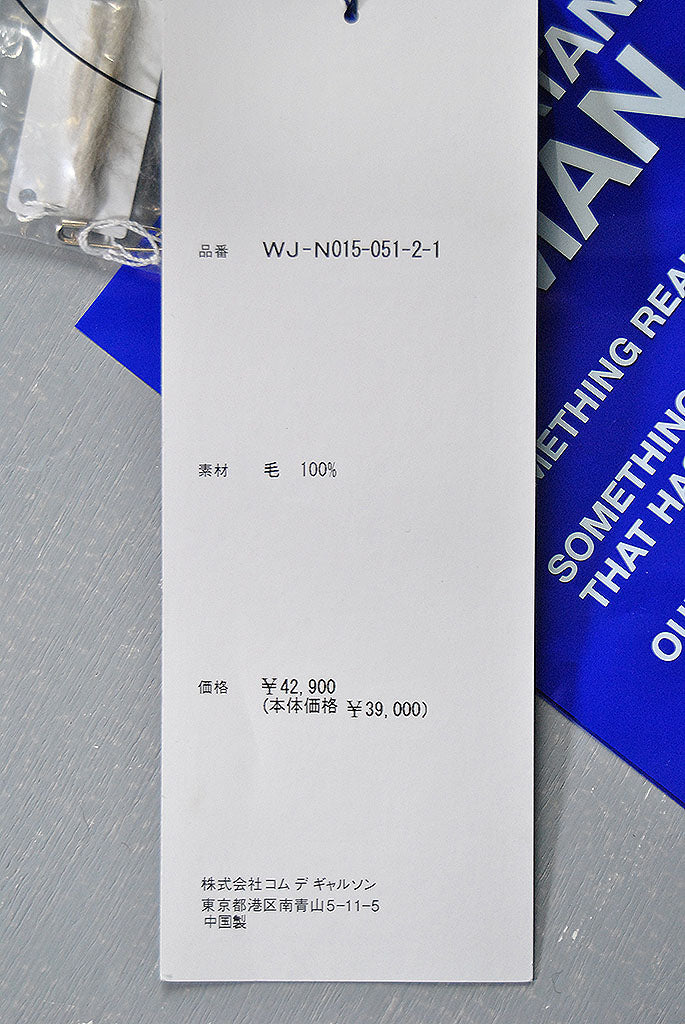 品番 WJ-N015-051-2-1
素材 毛 100%
価格 ¥42,900
(本体価格 ¥39,000)
株式会社コム デ ギャルソン
東京都港区南青山5-11-5
中国製
SOMETHING
SOMETHING
THAT